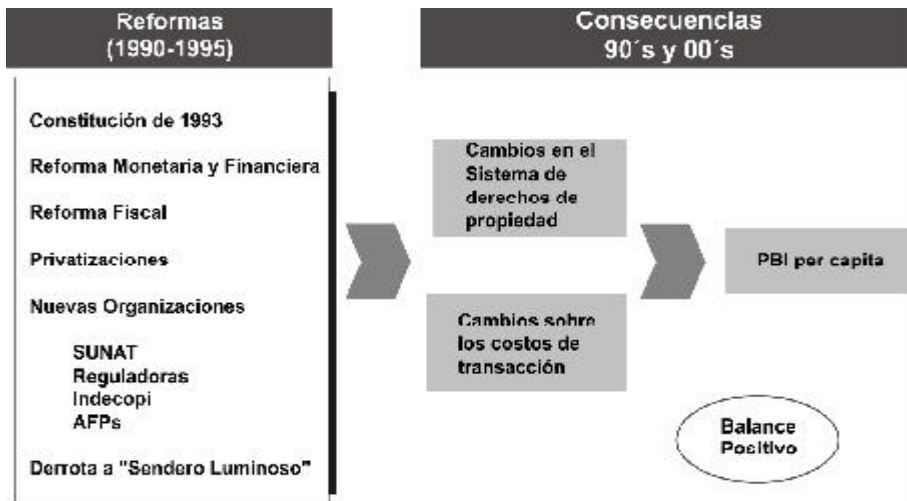 Reformas
(1990-1995)
Consecuencias
90´s y 00´s
Constitución de 1993
Reforma Monetaria y Financiera
Reforma Fiscal
Privatizaciones
Nuevas Organizaciones
SUNAT
Reguladoras
Indecopi
AFPs
Derrota a "Sendero Luminoso"
Cambios en el
Sistema de
derechos de
propiedad
Cambios sobre
los costos de
transacción
PBI per capita
Balance
Positivo